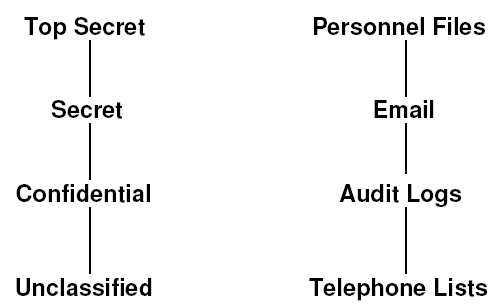 Top Secret
Personnel Files
Secret
Email
Confidential
Audit Logs
Unclassified
Telephone Lists